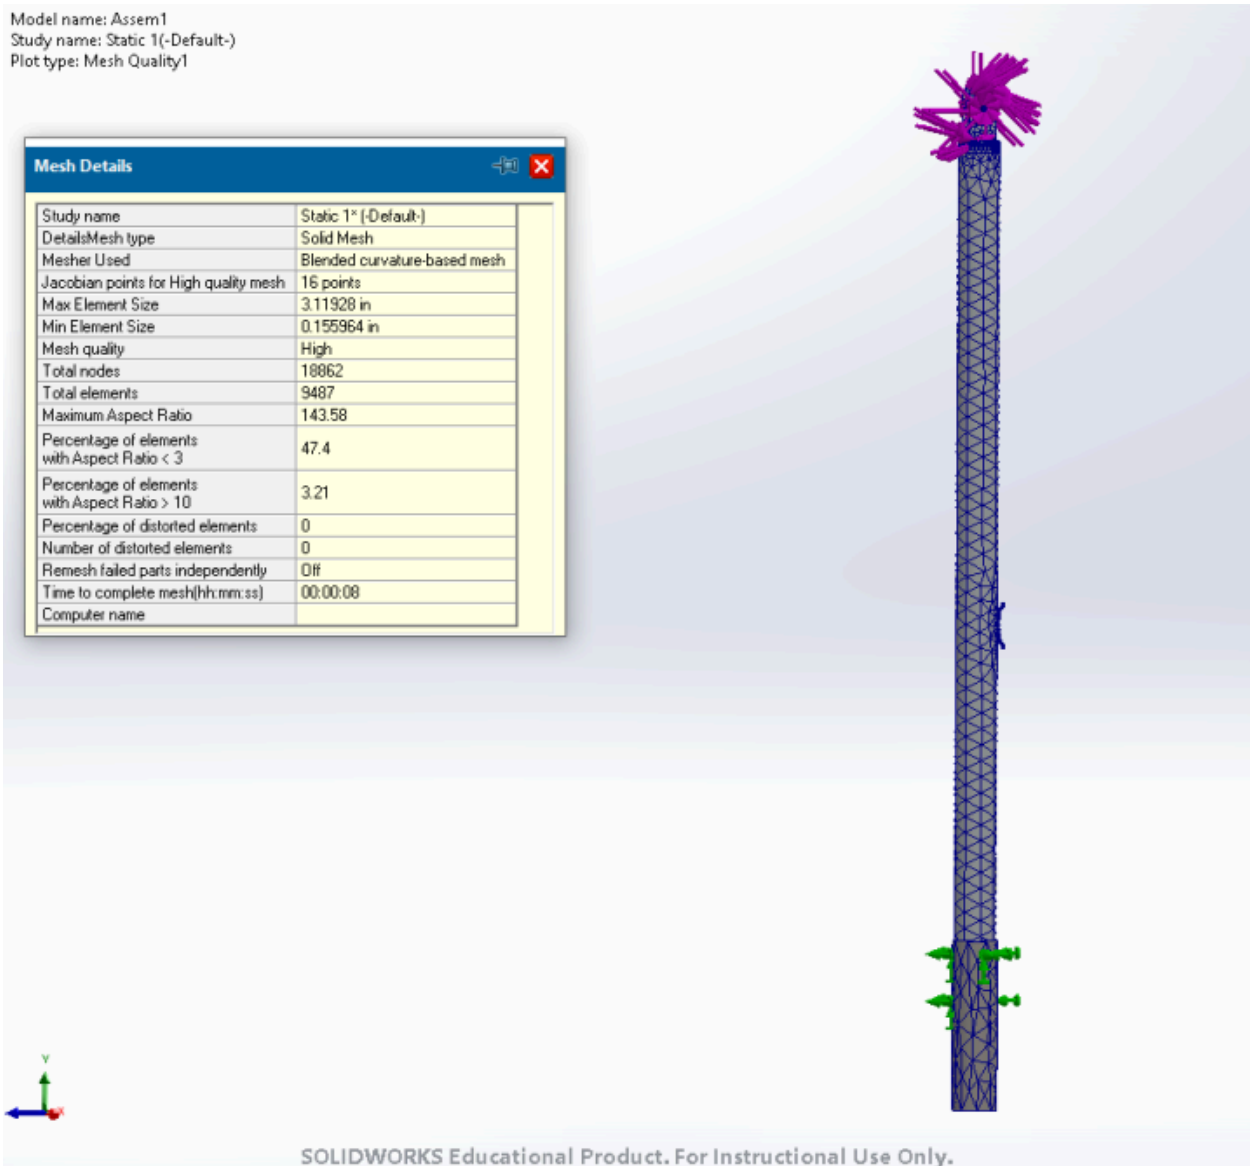 Model name: Assem1
Study name: Static 1(-Default-)
Plot type: Mesh Quality1
Mesh Details
Study name Static 1* (-Default-)
DetailsMesh type Solid Mesh
Mesher Used Blended curvature-based mesh
Jacobian points for High quality mesh 16 points
Max Element Size 3.11928 in
Min Element Size 0.155964 in
Mesh quality High
Total nodes 18862
Total elements 9487
Maximum Aspect Ratio 143.58
Percentage of elements
with Aspect Ratio < 3 47.4
Percentage of elements
with Aspect Ratio > 10 3.21
Percentage of distorted elements 0
Number of distorted elements 0
Remesh failed parts independently Off
Time to complete mesh(hh:mm:ss) 00:00:08
Computer name
Y
X
SOLIDWORKS Educational Product. For Instructional Use Only.